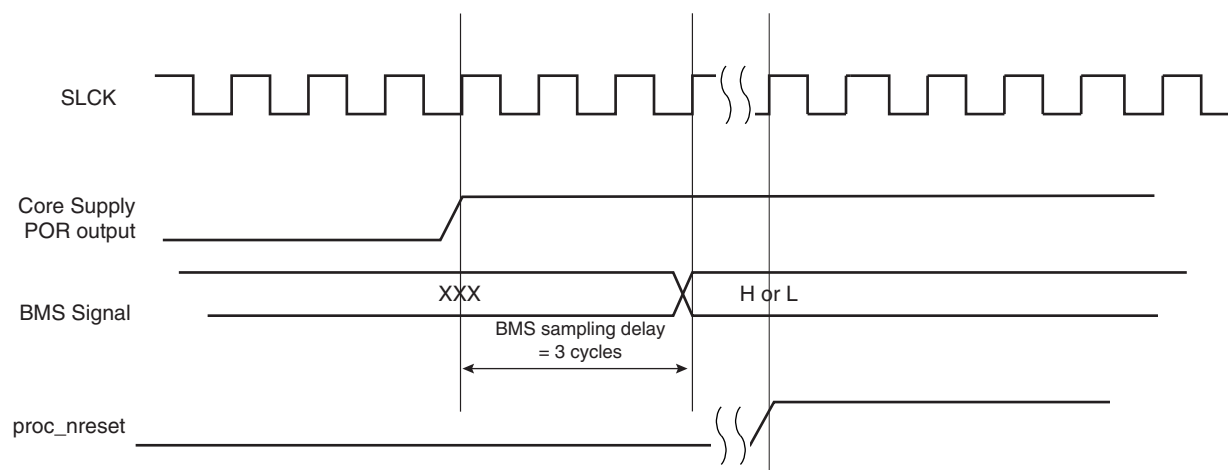 SLCK
Core Supply
POR output
BMS Signal
XXX
H or L
BMS sampling delay
= 3 cycles
proc_nreset